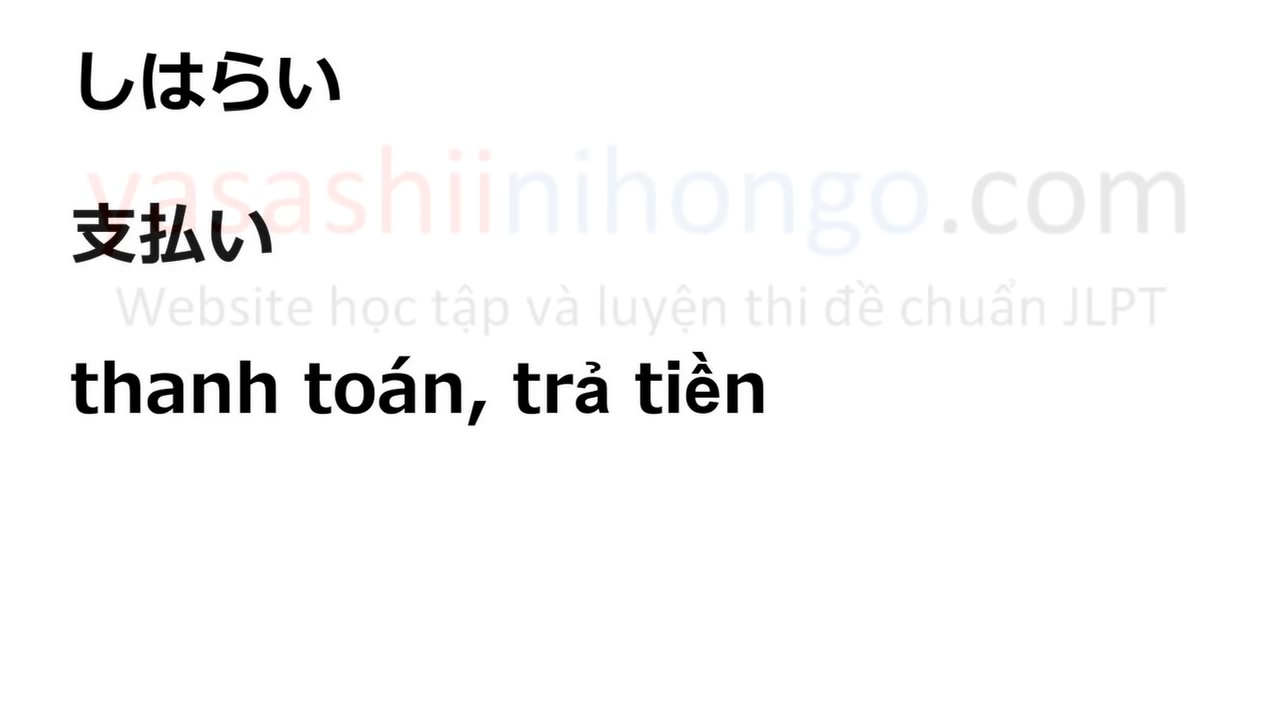 しはらい
yasashiinihongo.com
支払い
Website học tập và luyện thi đề chuẩn JLPT
thanh toán, trả tiền